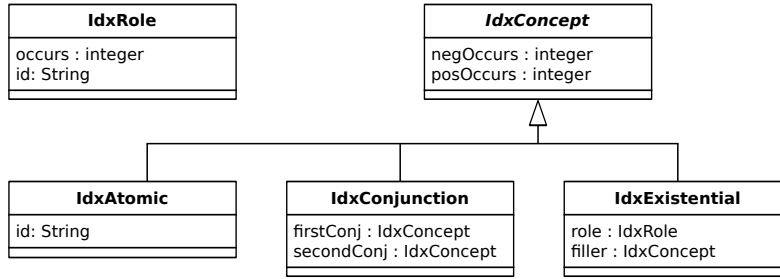 IdxRole
occurs : integer
id: String
IdxConcept
negOccurs : integer
posOccurs : integer
IdxAtomic
id: String
IdxConjunction
firstConj : IdxConcept
secondConj : IdxConcept
IdxExistential
role : IdxRole
filler : IdxConcept